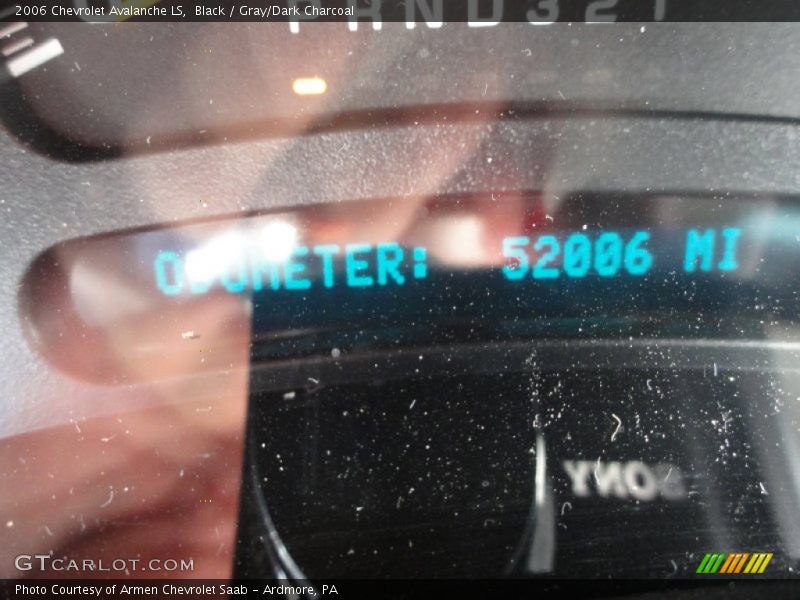 2006 Chevrolet Avalanche LS, Black / Gray/Dark Charcoal
PRND321
ODOMETER: 52006 MI
SONY
GTCARLOT.COM
Photo Courtesy of Armen Chevrolet Saab - Ardmore, PA